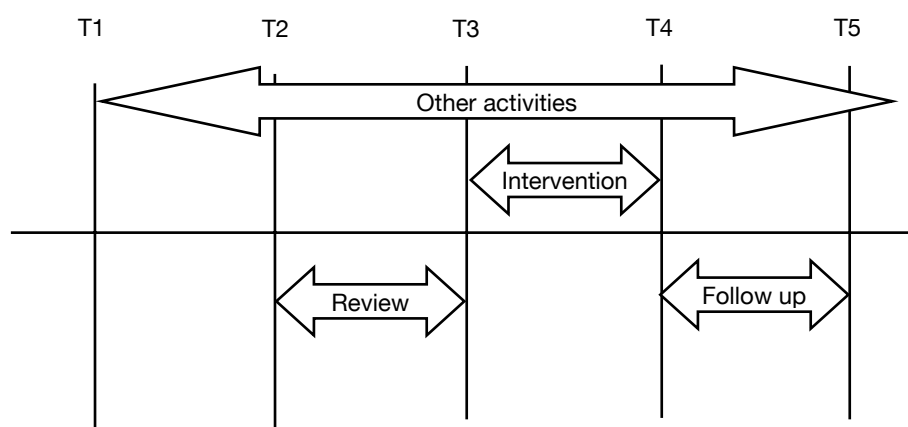 T1 T2 T3 T4 T5
Other activities
Intervention
Review
Follow up